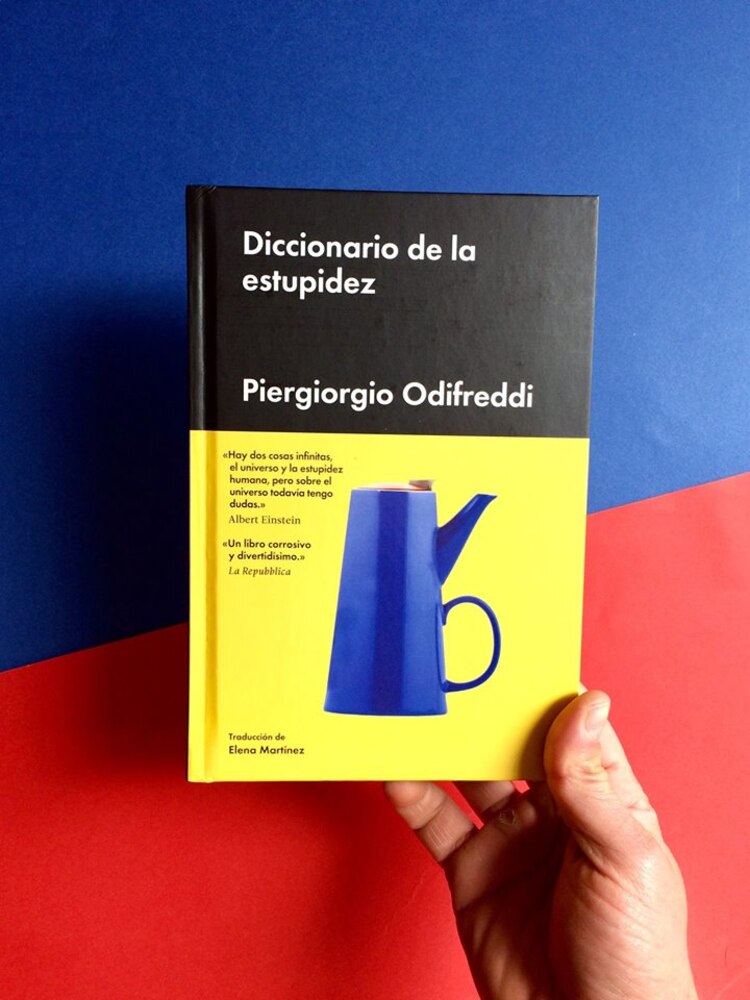 Diccionario de la
estupidez
Piergiorgio Odifreddi
«Hay dos cosas infinitas,
el universo y la estupidez
humana, pero sobre el
universo todavía tengo
dudas.»
Albert Einstein
«Un libro corrosivo
y divertidísimo.»
La Repubblica
Traducción de
Elena Martínez